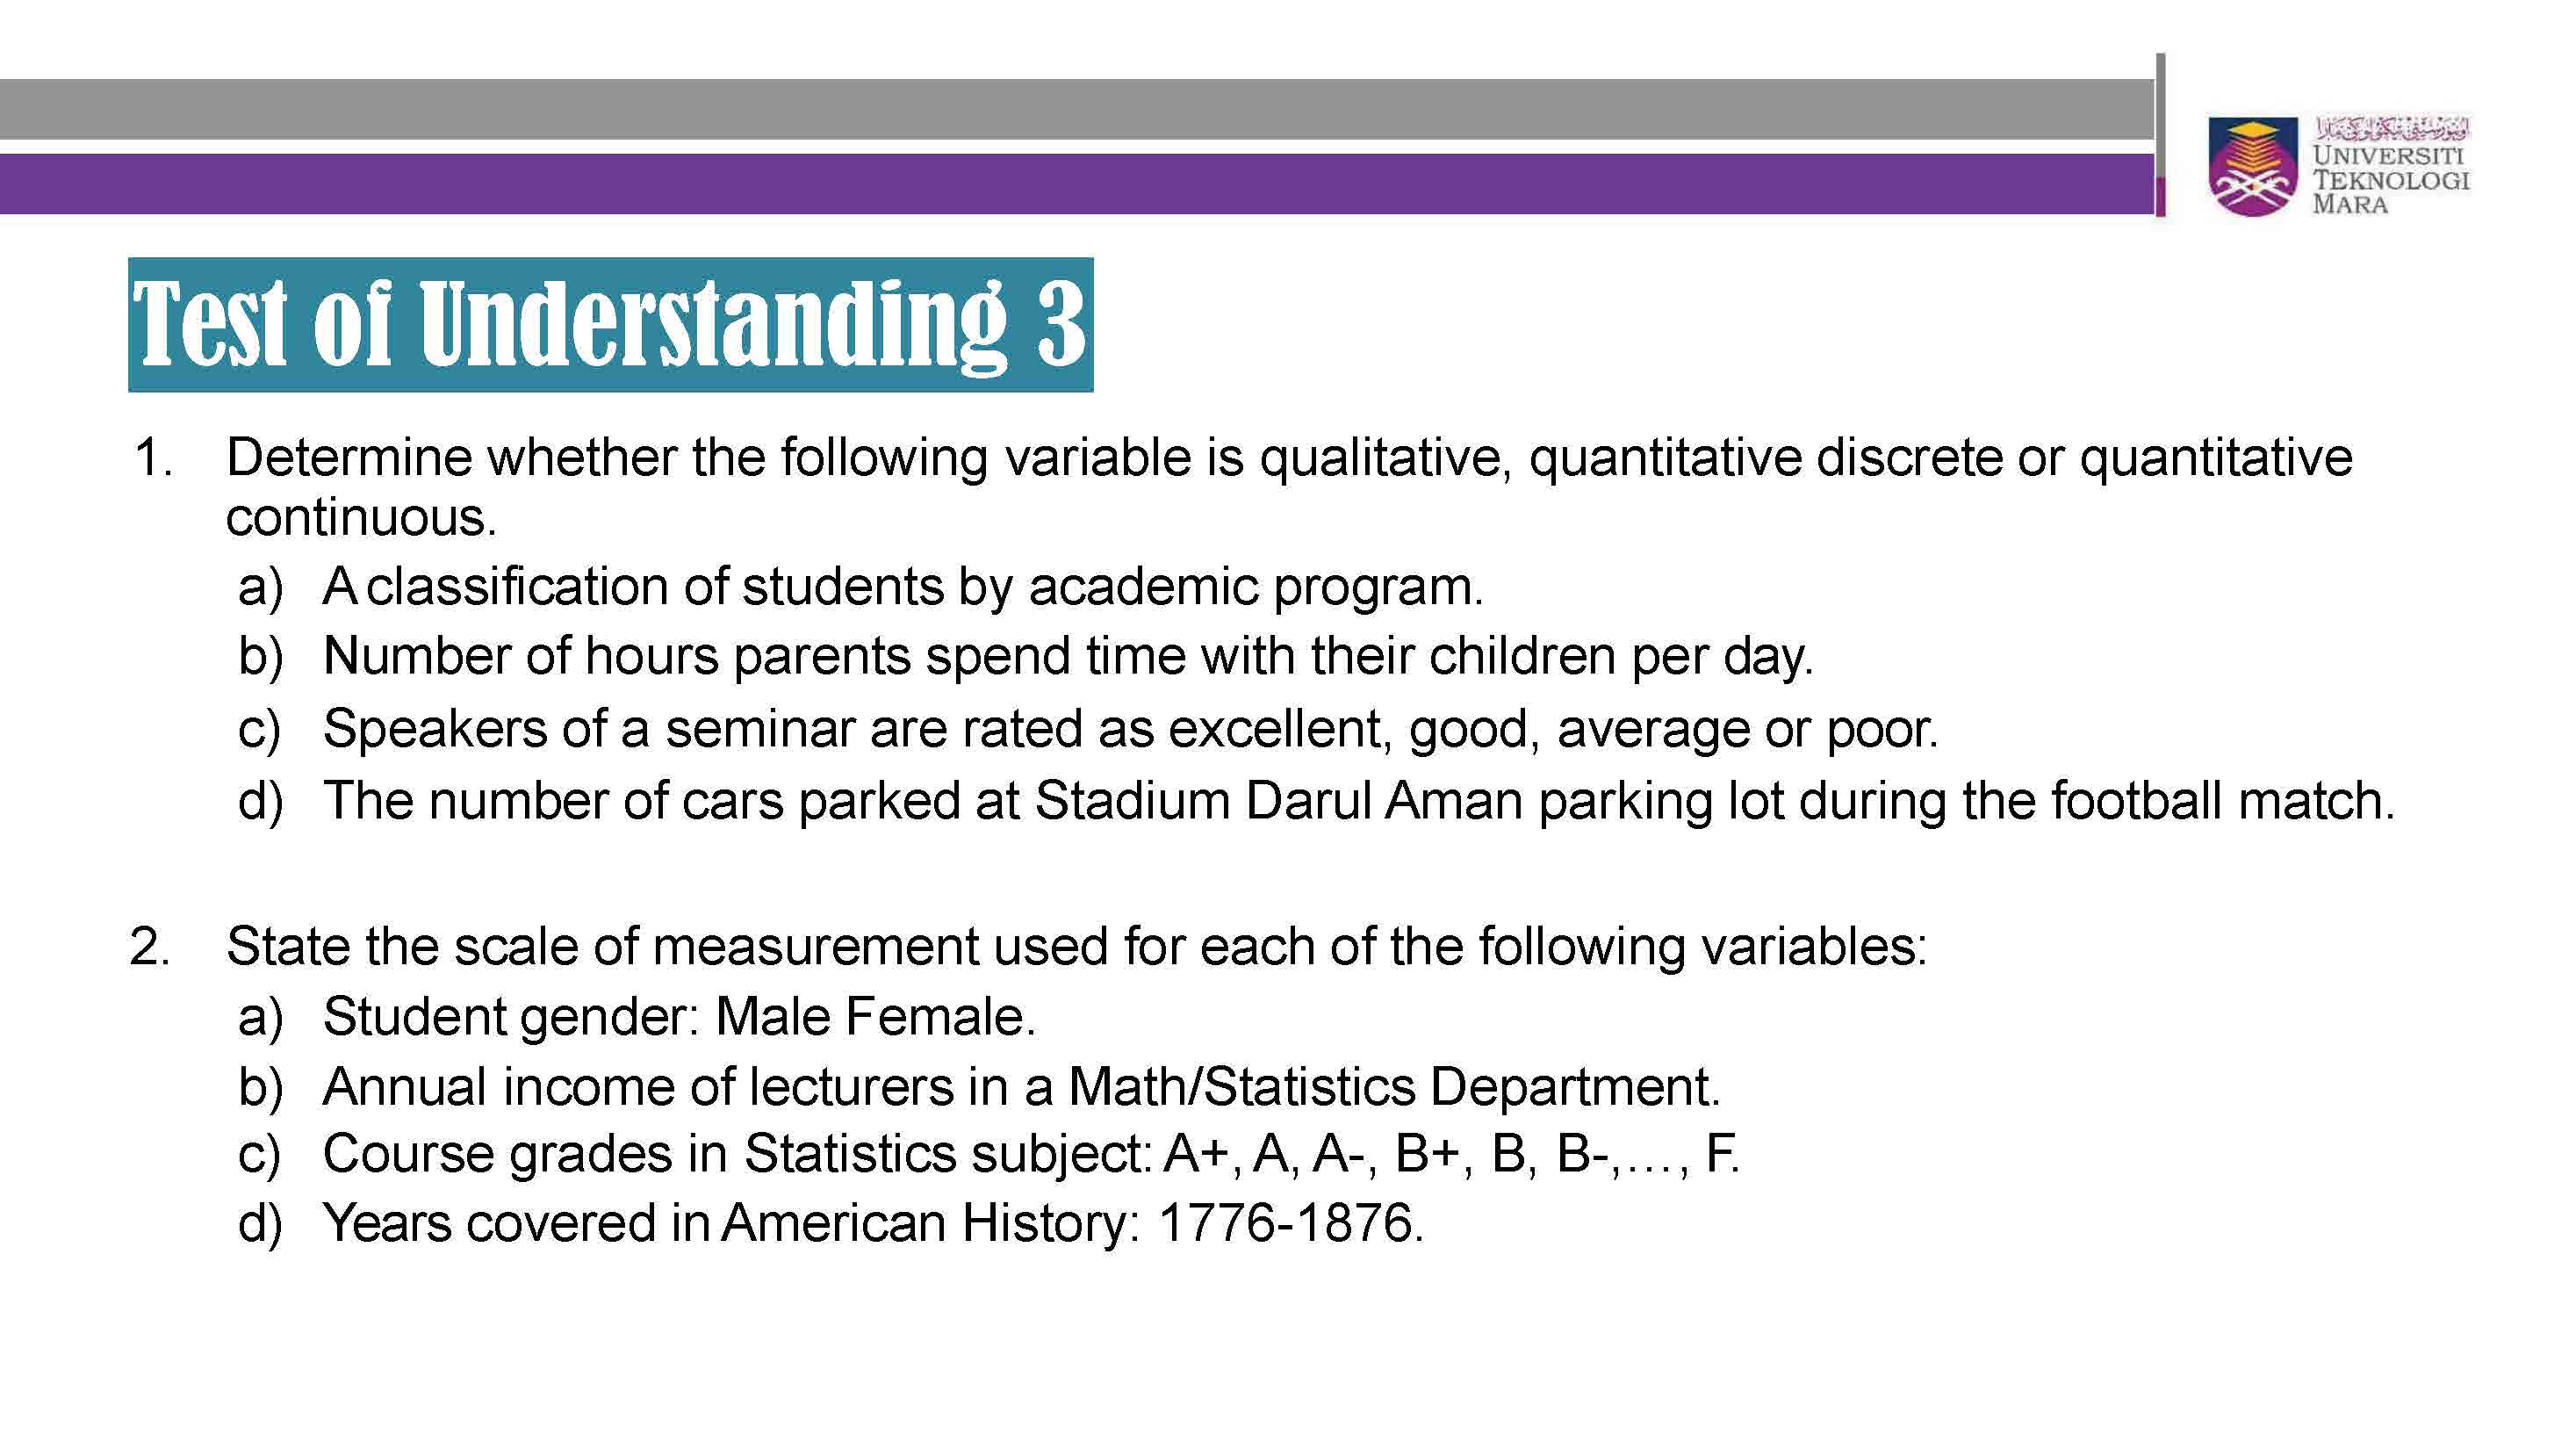 UNIVERSITI
TEKNOLOGI
MARA
Test of Understanding 3
1. Determine whether the following variable is qualitative, quantitative discrete or quantitative
continuous.
a) A classification of students by academic program.
b) Number of hours parents spend time with their children per day.
c) Speakers of a seminar are rated as excellent, good, average or poor.
d) The number of cars parked at Stadium Darul Aman parking lot during the football match.
2. State the scale of measurement used for each of the following variables:
a) Student gender: Male Female.
b) Annual income of lecturers in a Math/Statistics Department.
c) Course grades in Statistics subject: A+, A, A-, B+, B, B-,…, F.
d) Years covered in American History: 1776-1876.